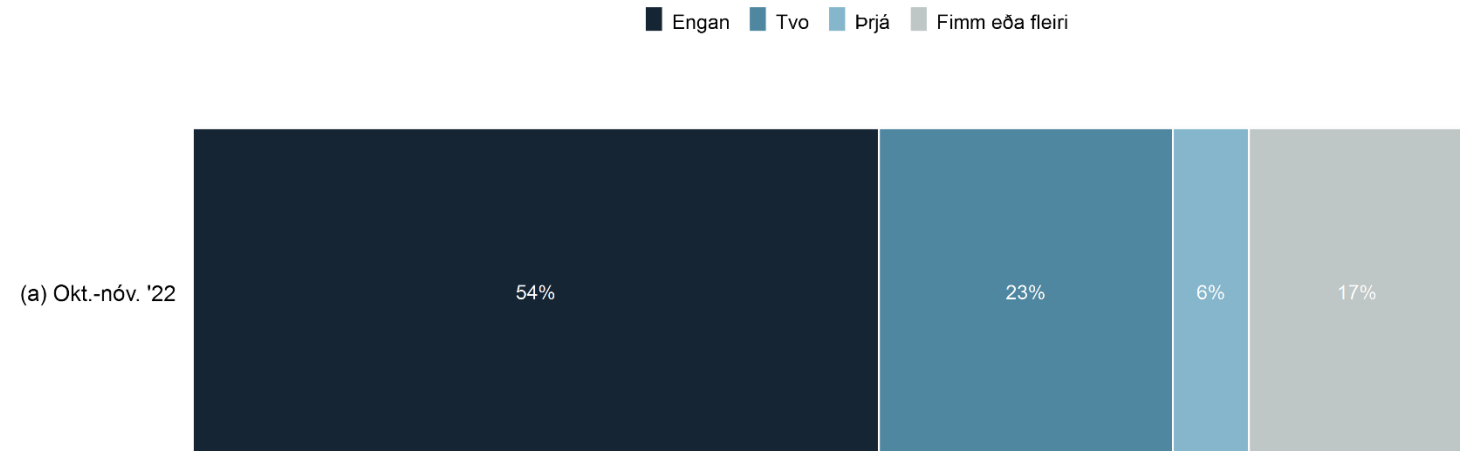 Engan Tvo Þrjá Fimm eða fleiri
(a) Okt.-nóv. '22 54% 23% 6% 17%